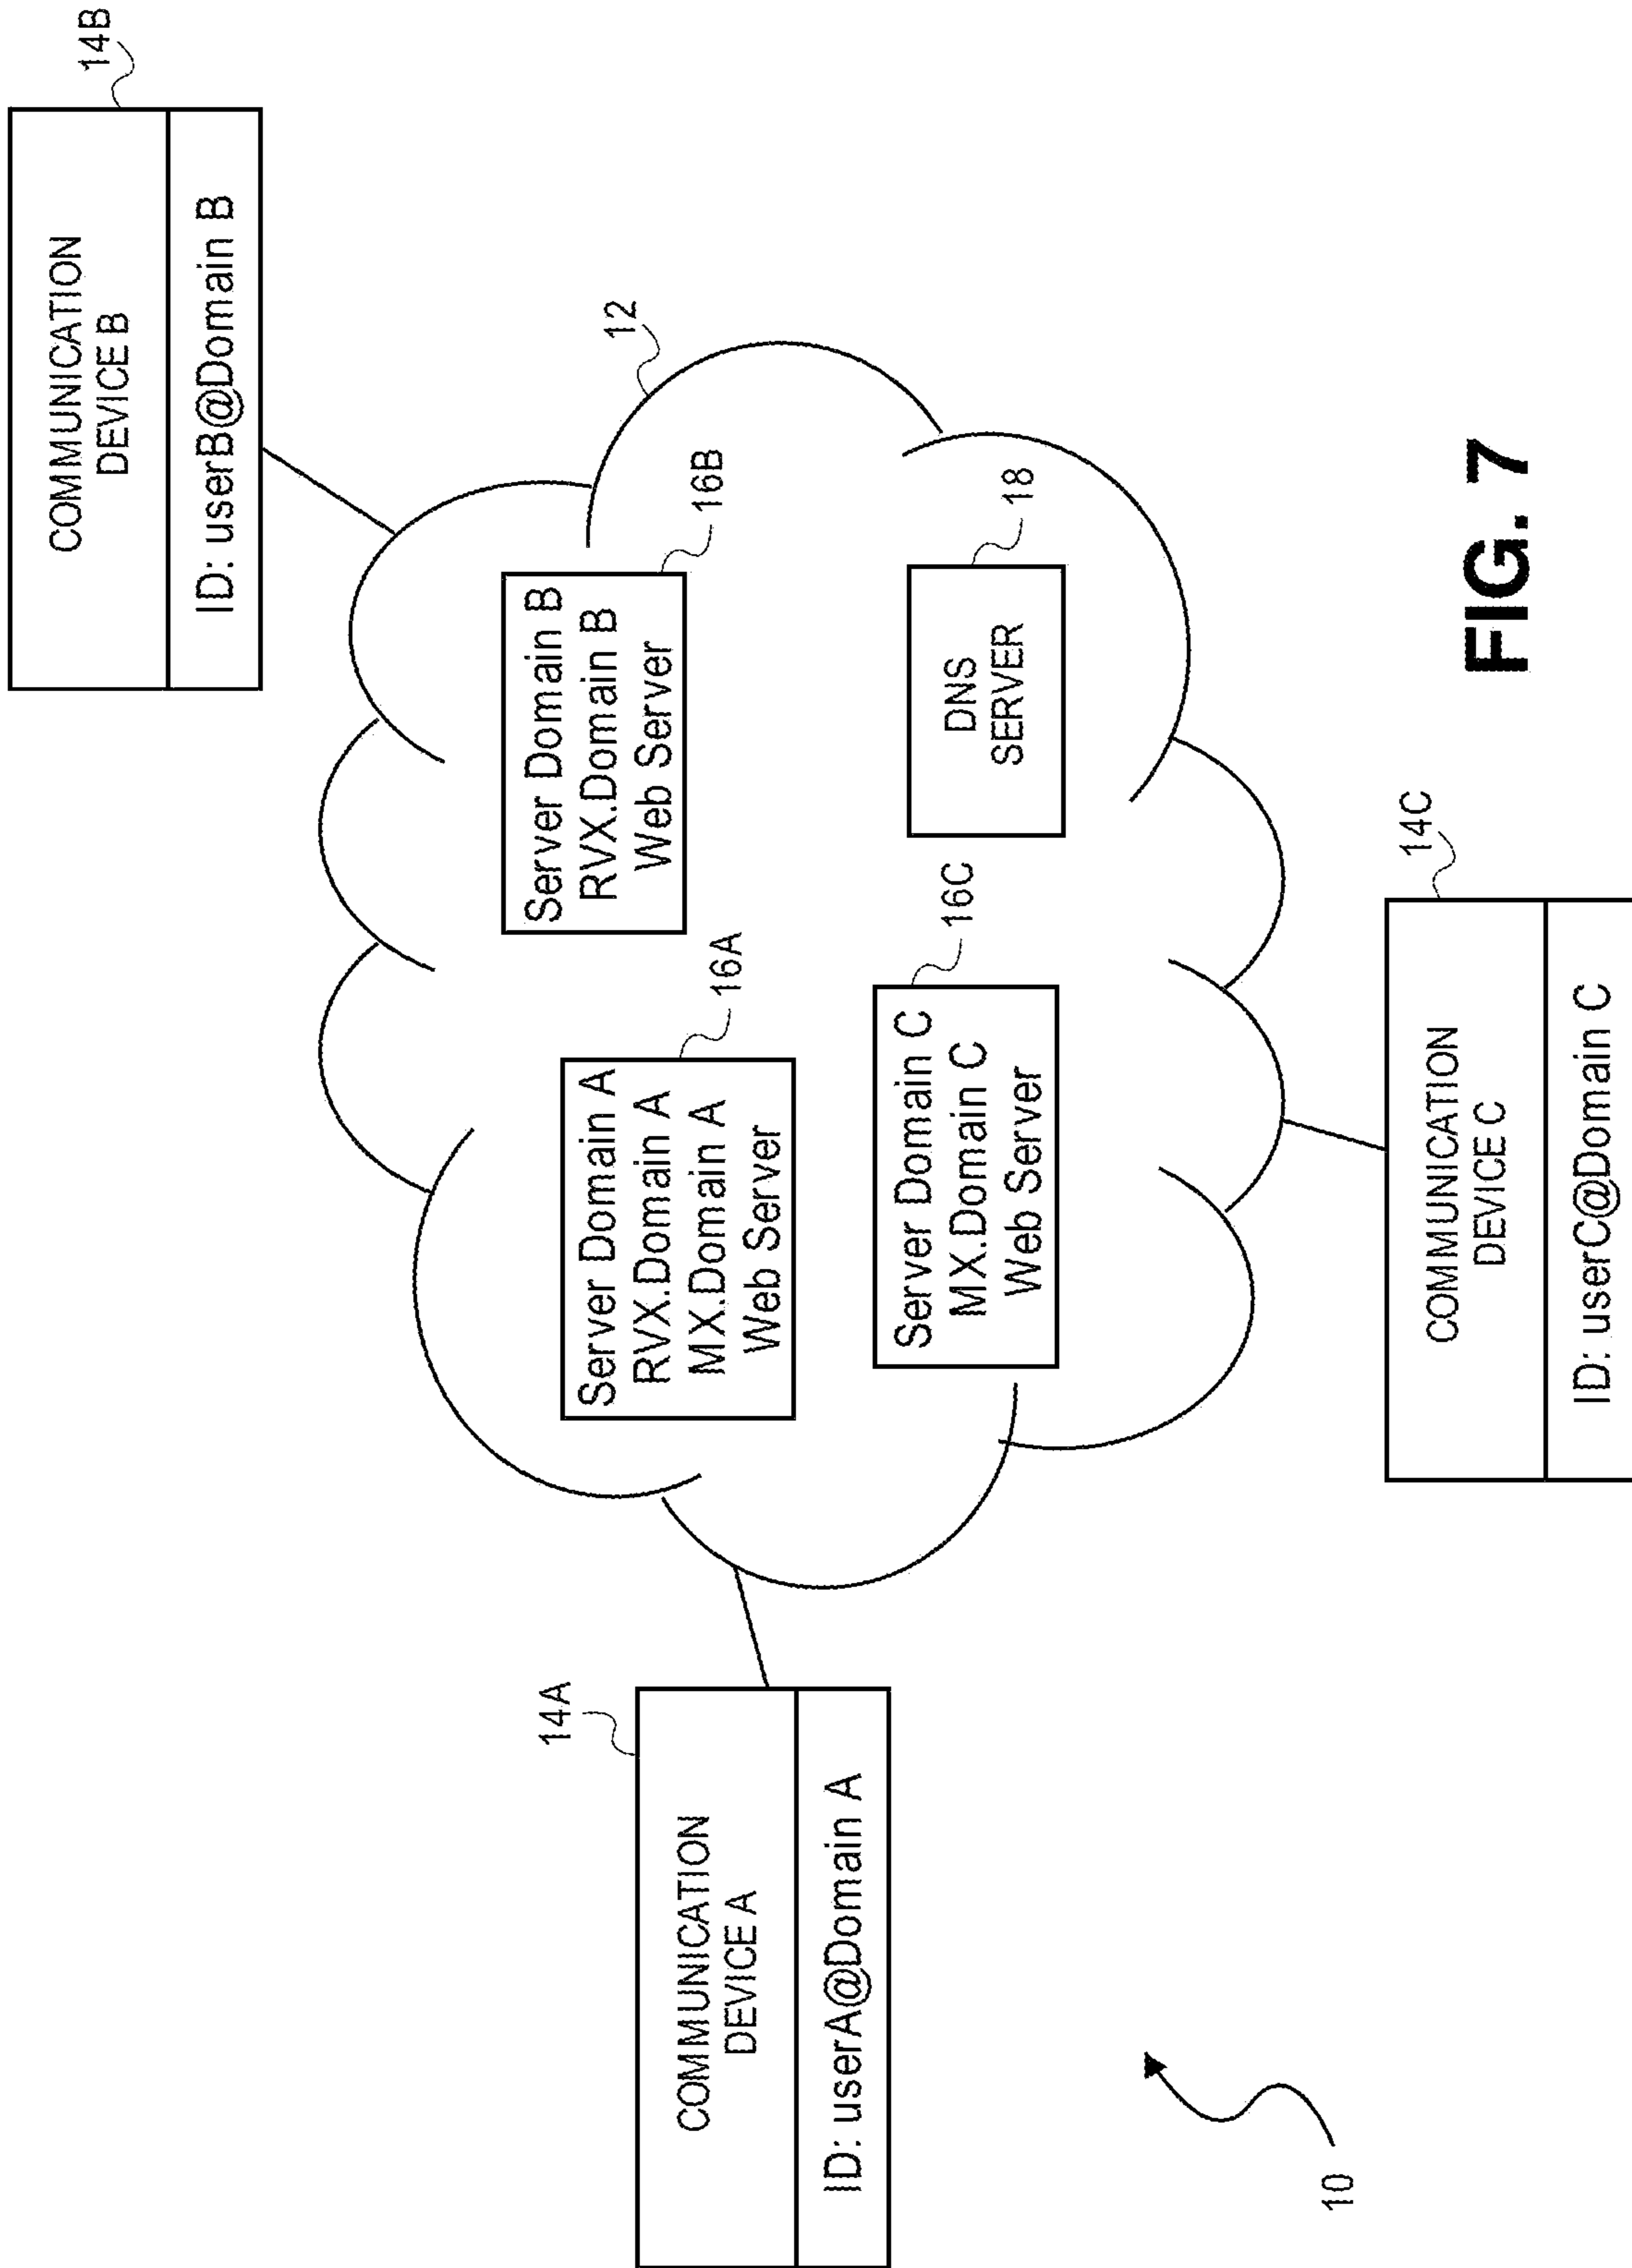 14B
COMMUNICATION
DEVICE B
ID: userB@Domain B
12
Server Domain B
RVX.Domain B
Web Server
16B
Server Domain A
RVX.Domain A
MX.Domain A
Web Server
16A
DNS
SERVER
18
Server Domain C
MX.Domain C
Web Server
16C
14A
COMMUNICATION
DEVICE A
ID: userA@Domain A
14C
COMMUNICATION
DEVICE C
ID: userC@Domain C
10
FIG. 7